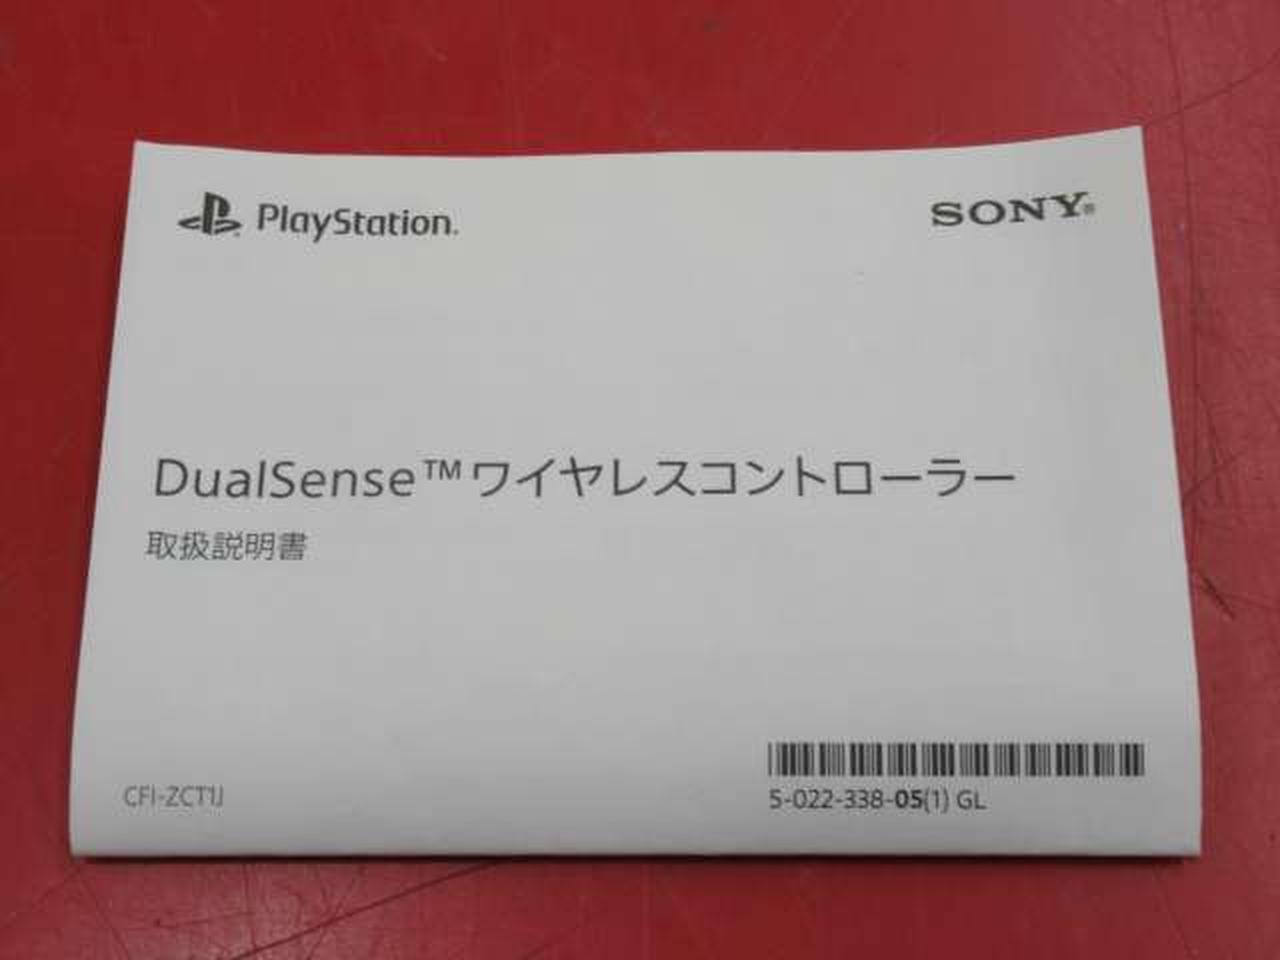 PlayStation®
SONY®
DualSense™ワイヤレスコントローラー
取扱説明書
CFI-ZCT1J
5-022-338-05(1) GL